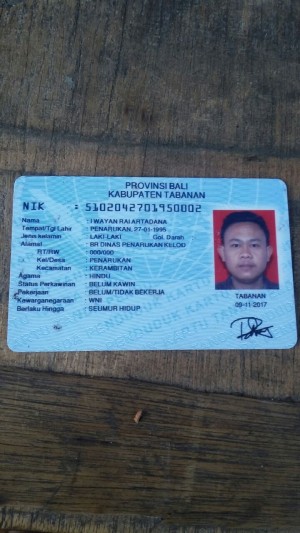 PROVINSI BALI
KABUPATEN TABANAN
NIK : 5102042701950002
Nama : I WAYAN RAI ARTADANA
Tempat/Tgl Lahir : PENARUKAN, 27-01-1995
Jenis kelamin : LAKI-LAKI Gol. Darah
Alamat : BR DINAS PENARUKAN KELOD
RT/RW : 000/000
Kel/Desa : PENARUKAN
Kecamatan : KERAMBITAN
Agama : HINDU
Status Perkawinan : BELUM KAWIN
Pekerjaan : BELUM/TIDAK BEKERJA
Kewarganegaraan : WNI
Berlaku Hingga : SEUMUR HIDUP
TABANAN
09-11-2017